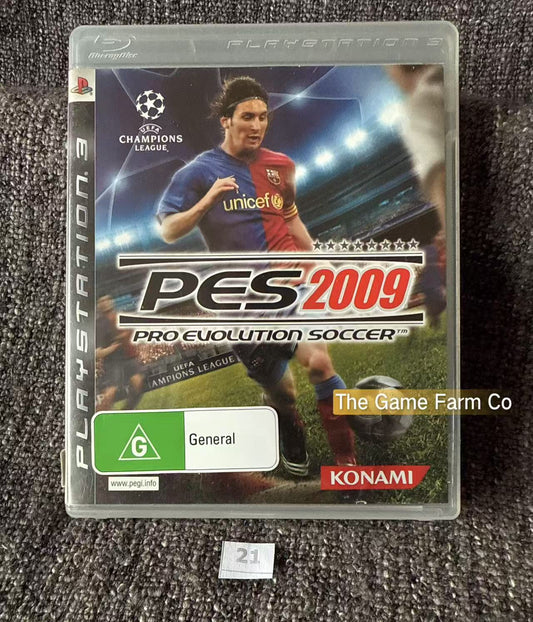 Blu-ray Disc
PLAYSTATION 3
PLAYSTATION 3
UEFA
CHAMPIONS
LEAGUE
unicef
PES 2009
PRO EVOLUTION SOCCER™
UEFA
CHAMPIONS LEAGUE
The Game Farm Co
G
General
www.pegi.info
KONAMI
21